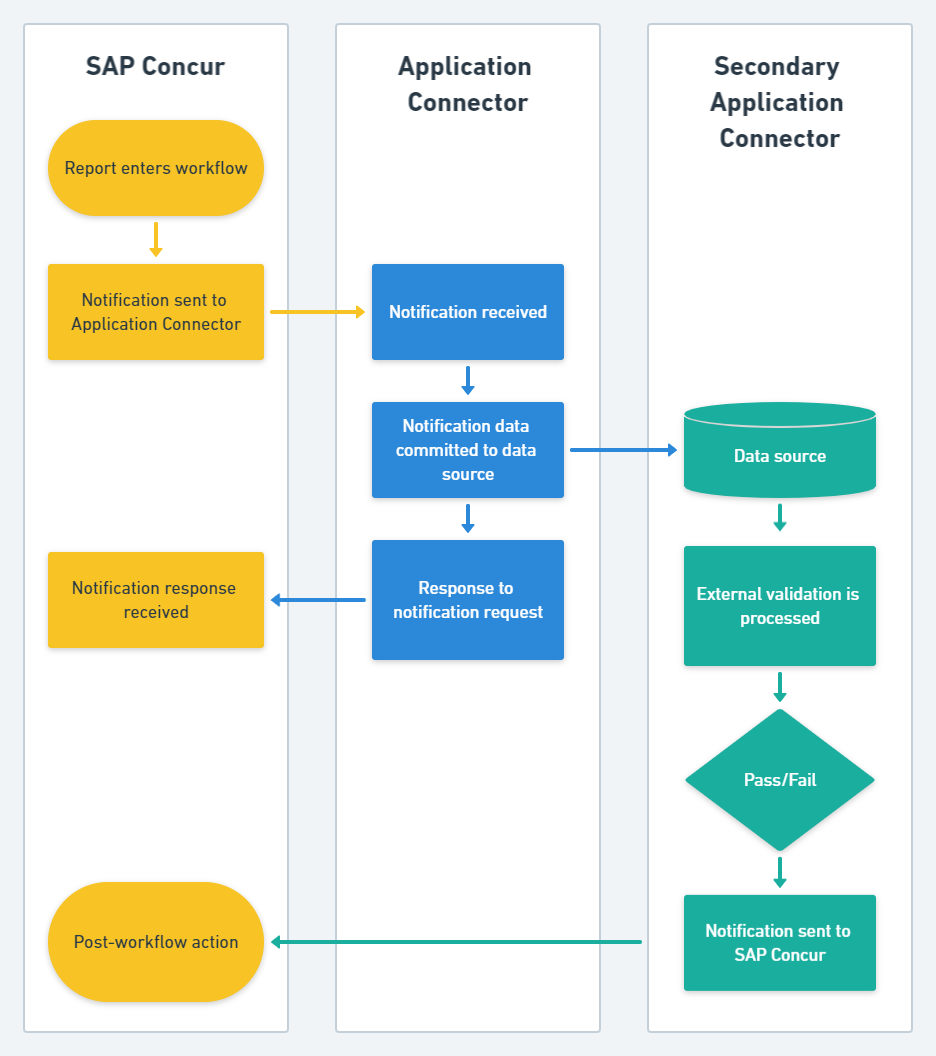 SAP Concur
Application
Connector
Secondary
Application
Connector
Report enters workflow
Notification sent to
Application Connector
Notification received
Notification data
committed to data
source
Data source
Notification response
received
Response to
notification request
External validation is
processed
Pass/Fail
Post-workflow action
Notification sent to
SAP Concur